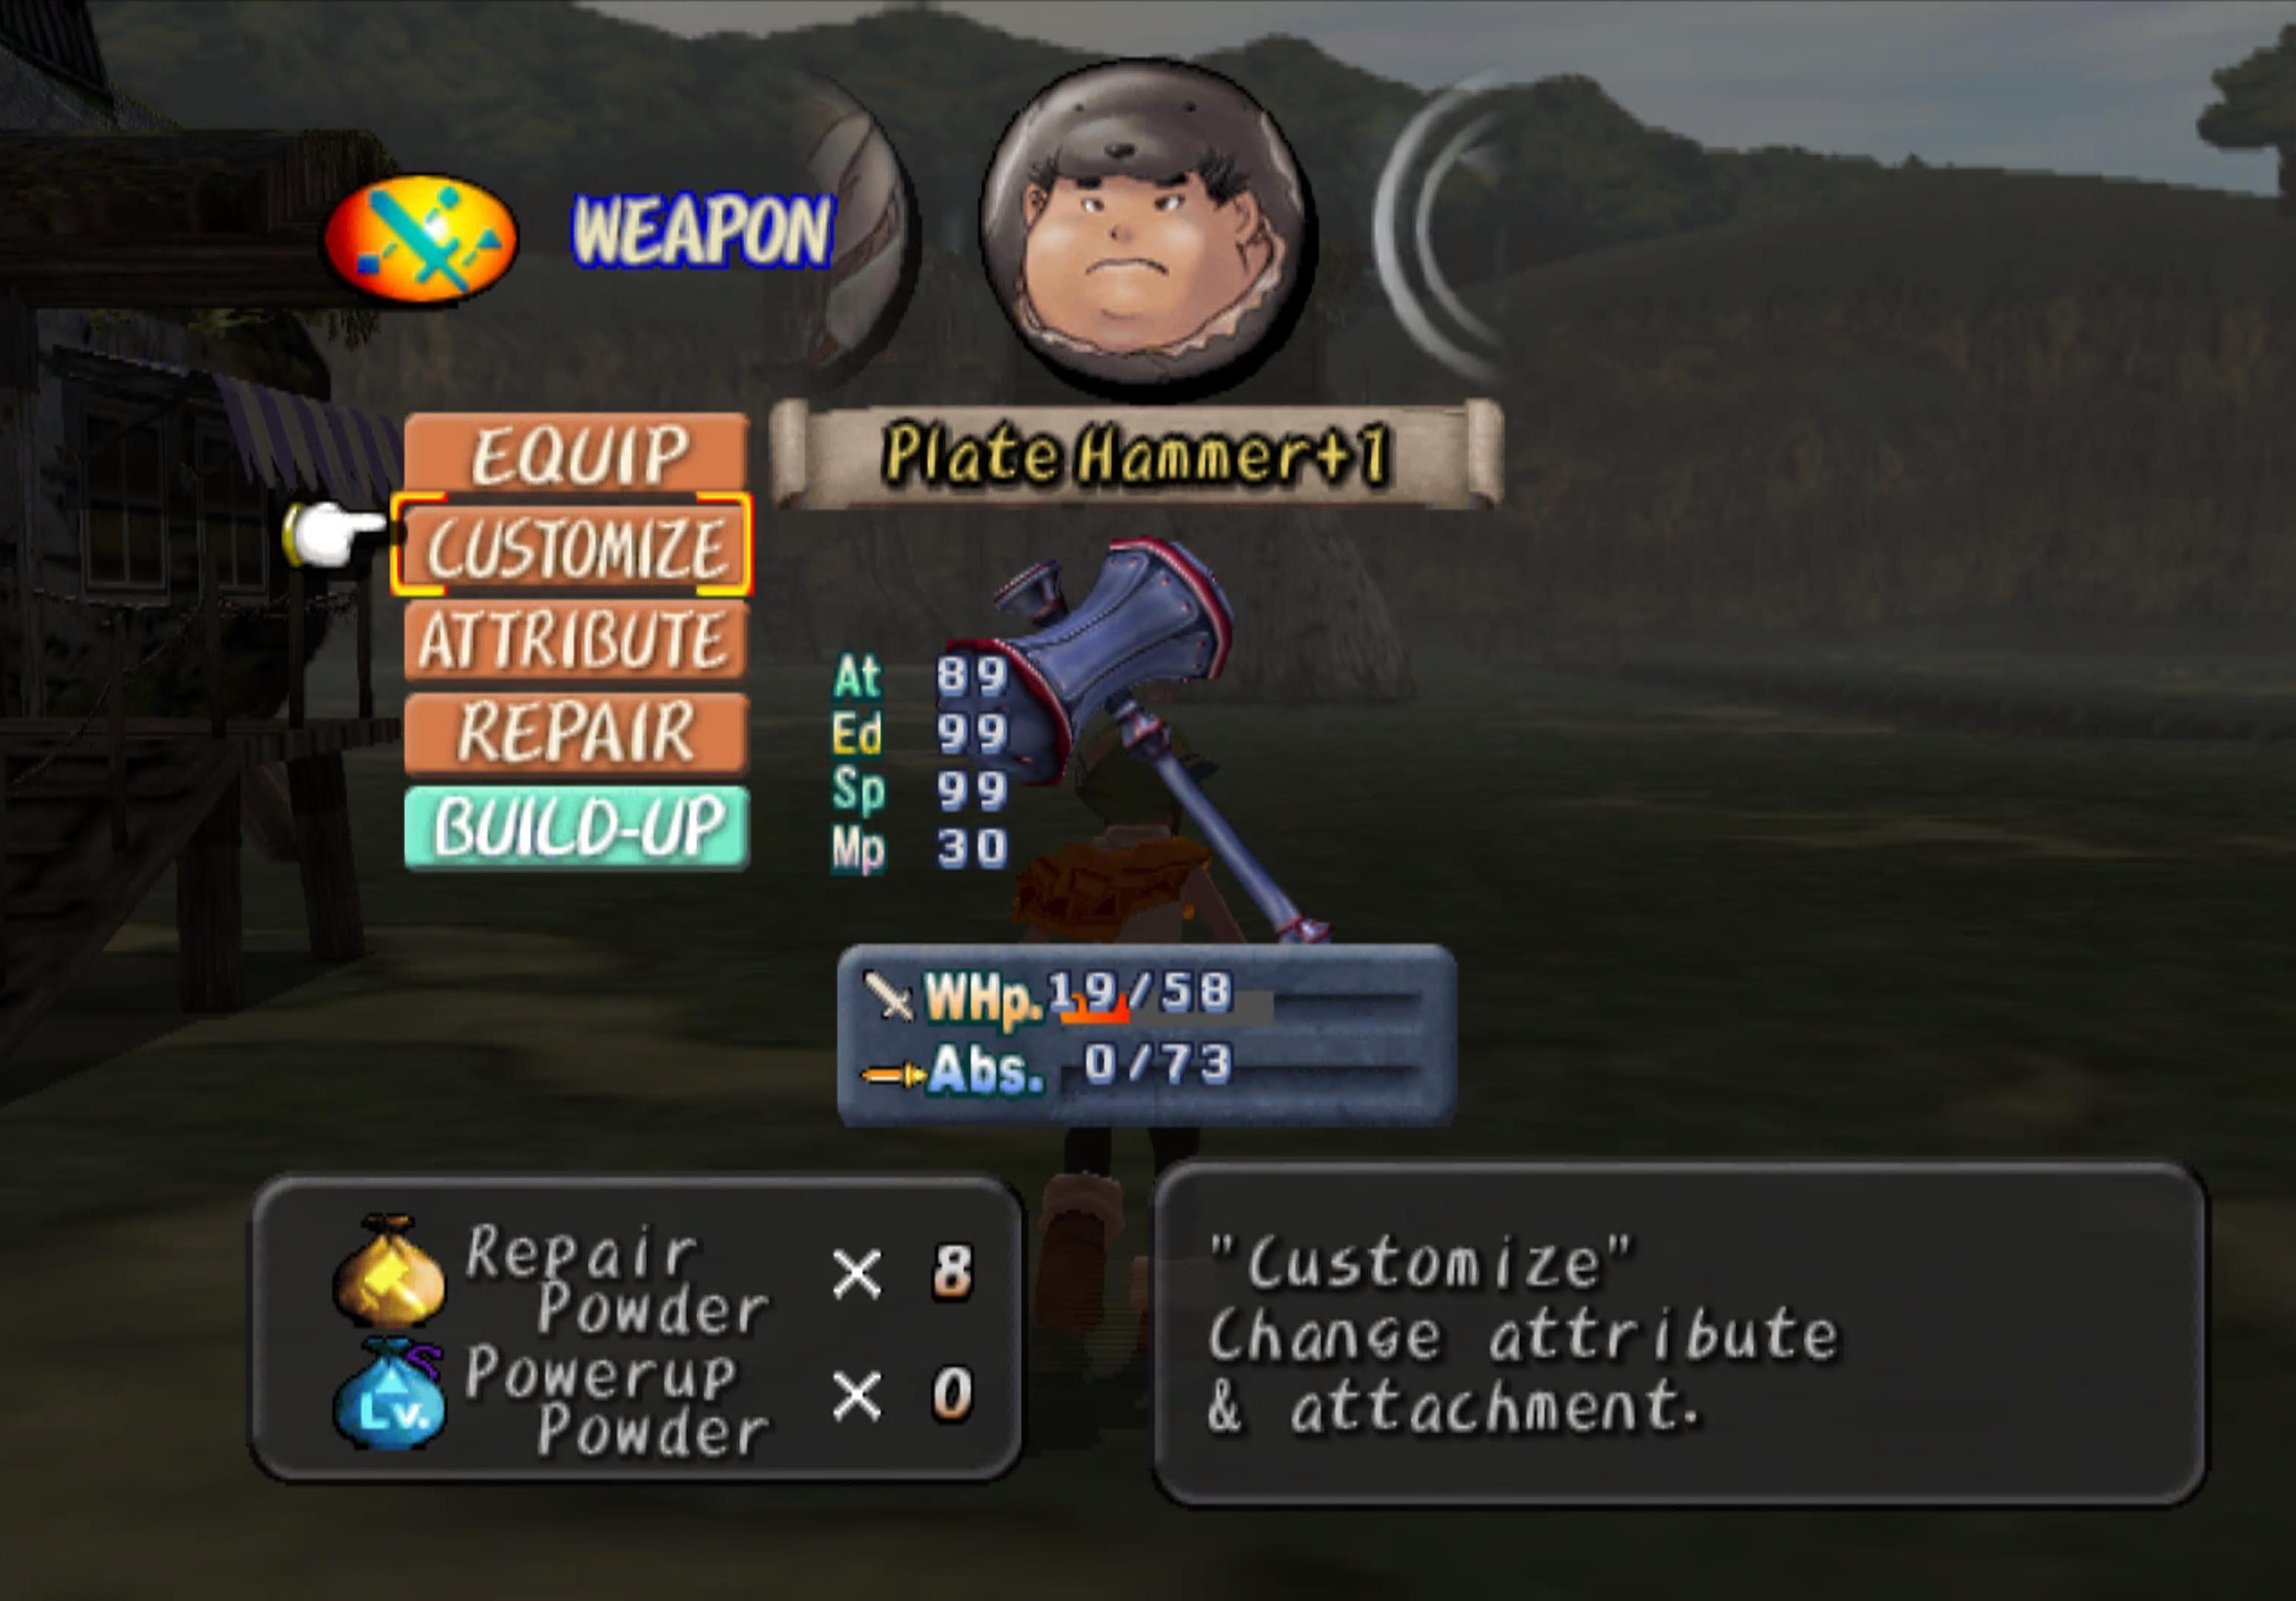 WEAPON
EQUIP
CUSTOMIZE
ATTRIBUTE
REPAIR
BUILD-UP
Plate Hammer+1
At 89
Ed 99
Sp 99
Mp 30
WHp. 19/58
Abs. 0/73
Repair
Powder × 8
Lv.
Powerup
Powder × 0
"Customize"
Change attribute
& attachment.